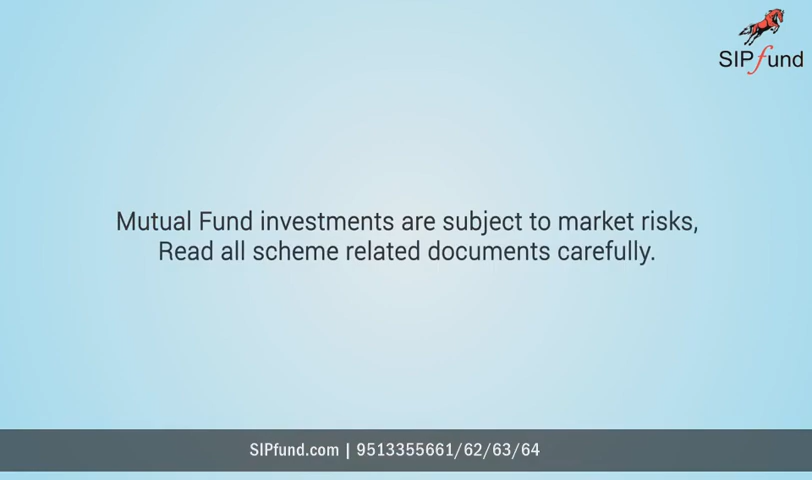 SIPfund
Mutual Fund investments are subject to market risks,
Read all scheme related documents carefully.
SIPfund.com | 9513355661/62/63/64